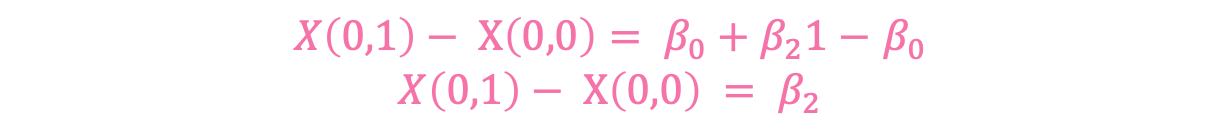 X(0,1) − X(0,0) = β₀ + β₂1 − β₀
X(0,1) − X(0,0) = β₂